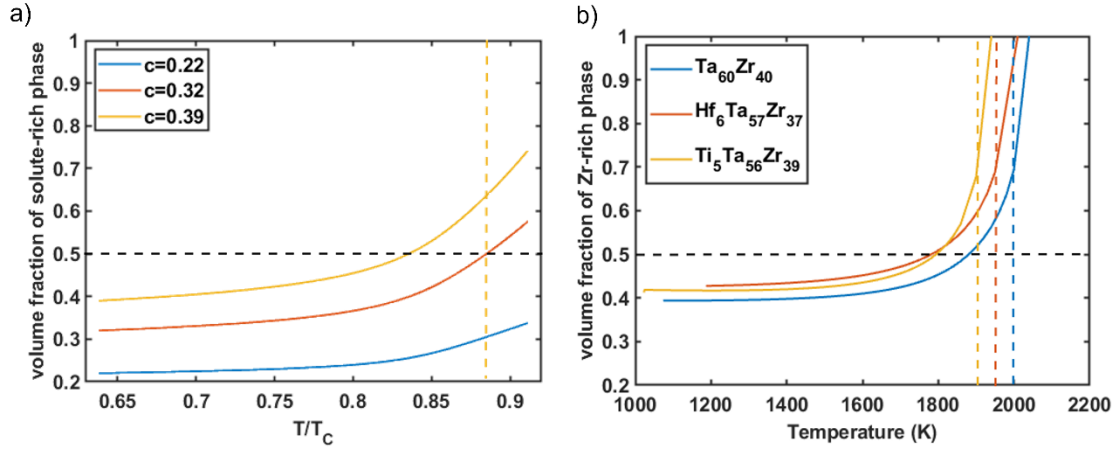 a)
volume fraction of solute-rich phase
1
0.9
0.8
0.7
0.6
0.5
0.4
0.3
0.2
c=0.22
c=0.32
c=0.39
0.65
0.7
0.75
0.8
0.85
0.9
T/TC
b)
volume fraction of Zr-rich phase
1
0.9
0.8
0.7
0.6
0.5
0.4
0.3
0.2
Ta60Zr40
Hf6Ta57Zr37
Ti5Ta56Zr39
1000
1200
1400
1600
1800
2000
2200
Temperature (K)